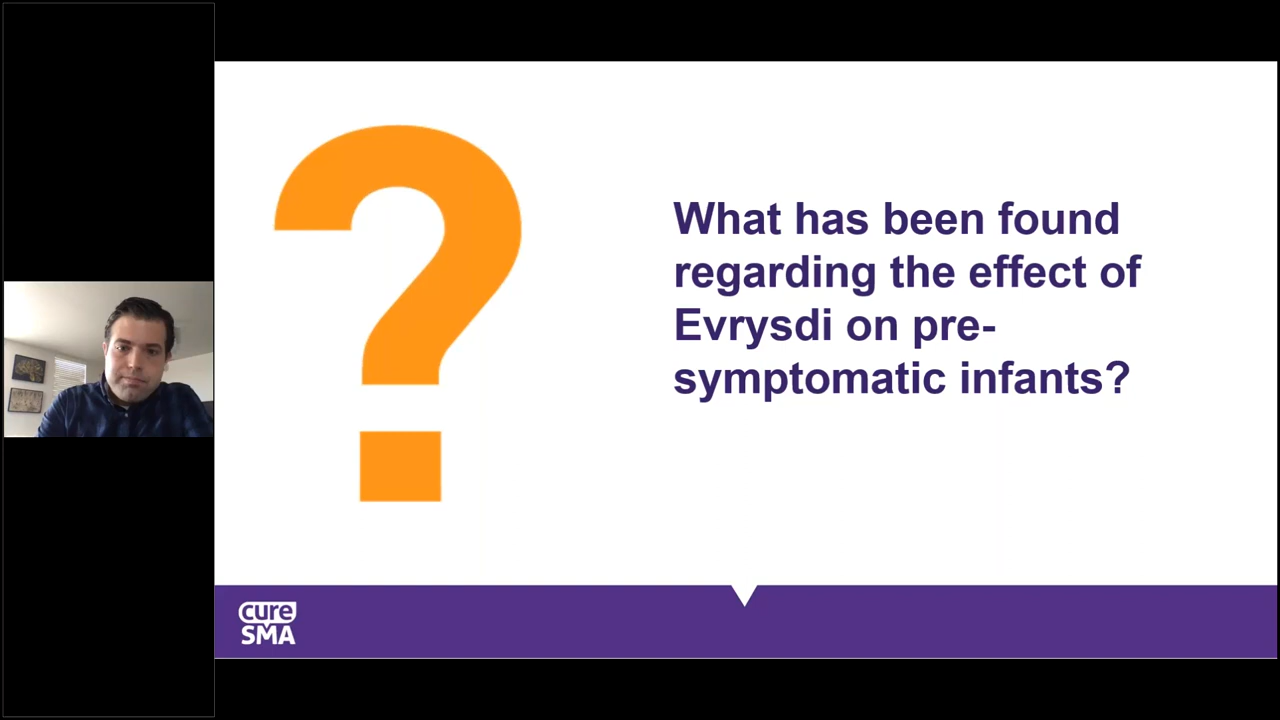 What has been found
regarding the effect of
Evrysdi on pre-
symptomatic infants?
cure
SMA